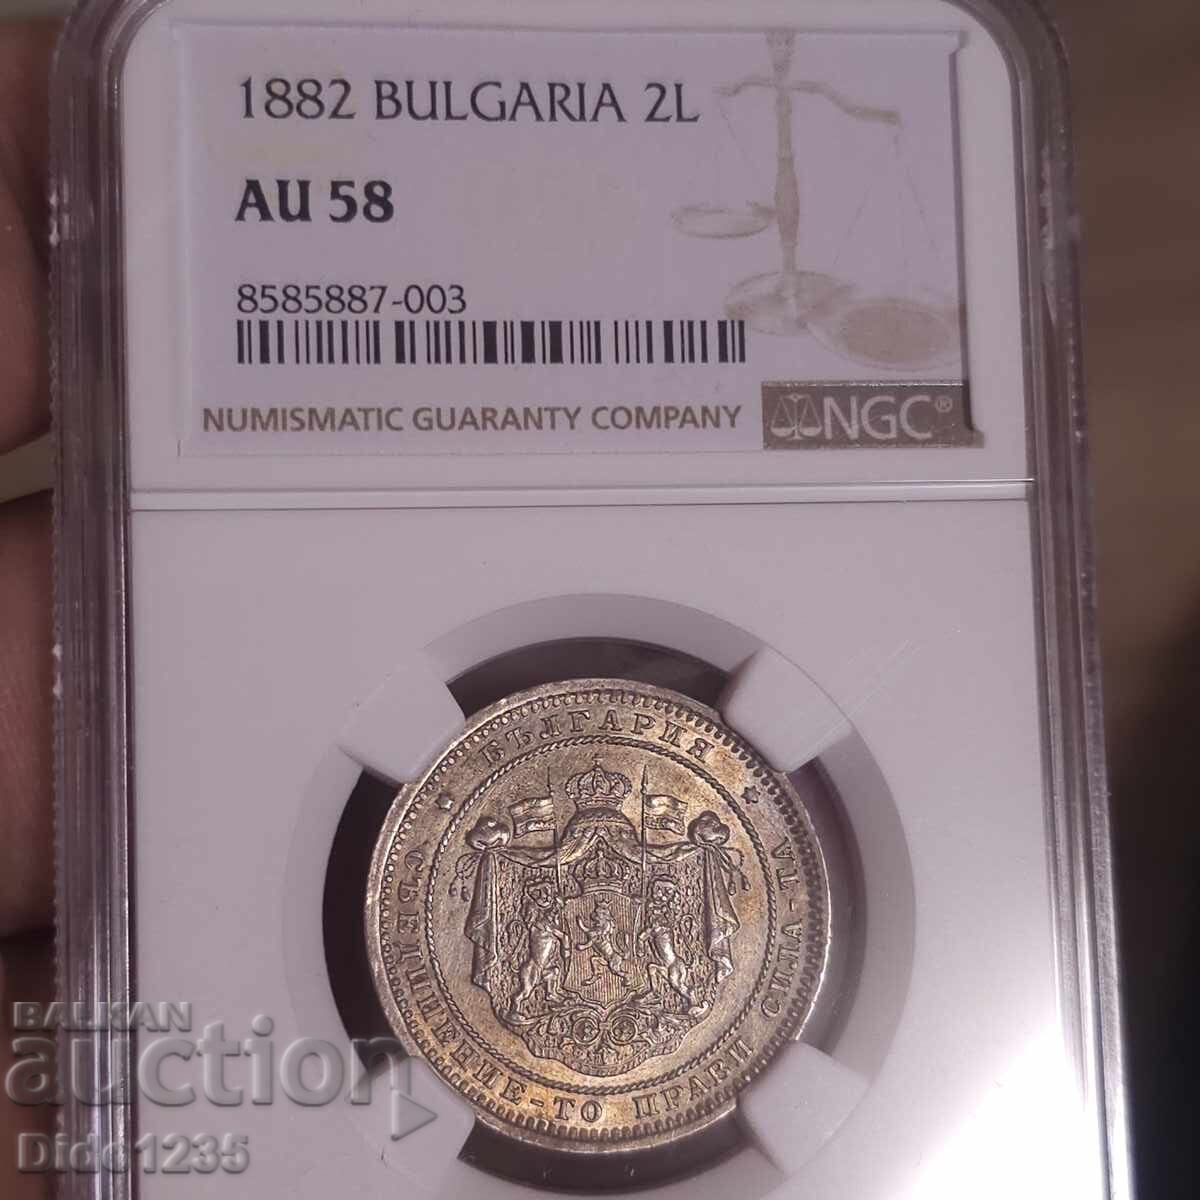 1882 BULGARIA 2L
AU 58
8585887-003
NUMISMATIC GUARANTY COMPANY
NGC®
БЪЛГАРИЯ
СЪЕДИНЕНИЕ-ТО ПРАВИ СИЛА-ТА
BALKAN
auction
Dido1235